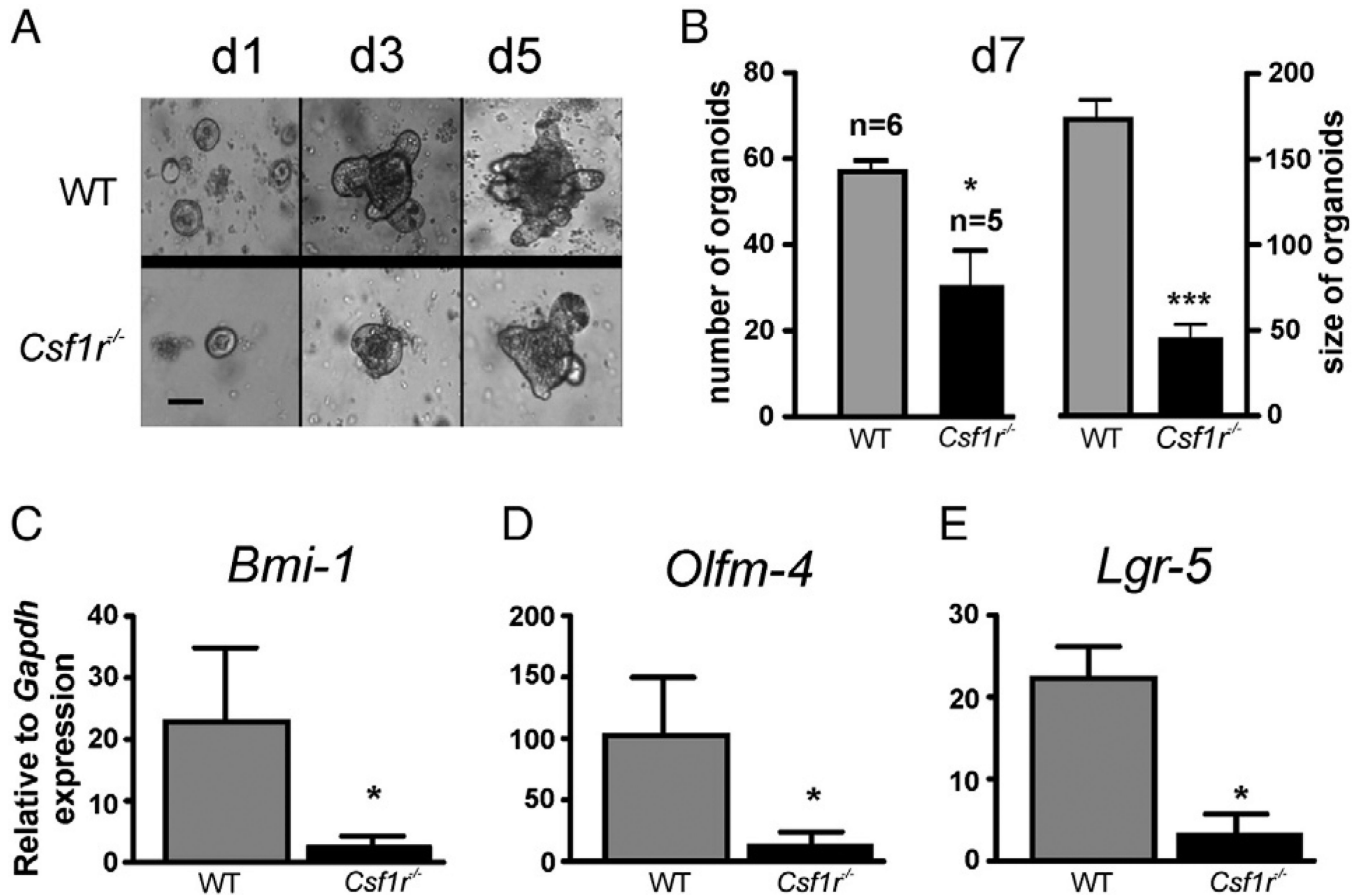 A
d1 d3 d5
WT
Csf1r-/-
B
d7
number of organoids
80
60
40
20
0
n=6
*
n=5
WT Csf1r-/-
***
WT Csf1r-/-
200
150
100
50
0
size of organoids
C
Bmi-1
Relative to Gapdh
expression
40
30
20
10
0
*
WT Csf1r-/-
D
Olfm-4
200
150
100
50
0
*
WT Csf1r-/-
E
Lgr-5
30
20
10
0
*
WT Csf1r-/-